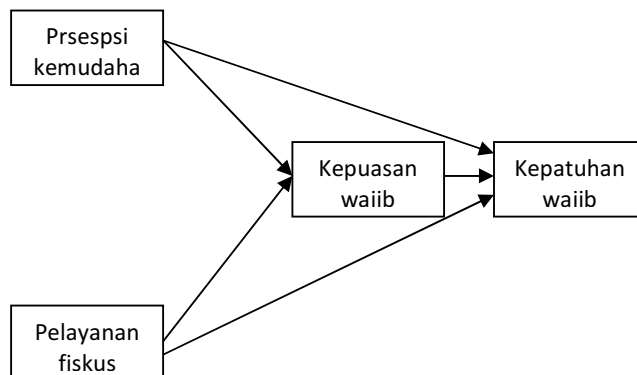 Prsespsi
kemudaha
Kepuasan
waiib
Kepatuhan
waiib
Pelayanan
fiskus